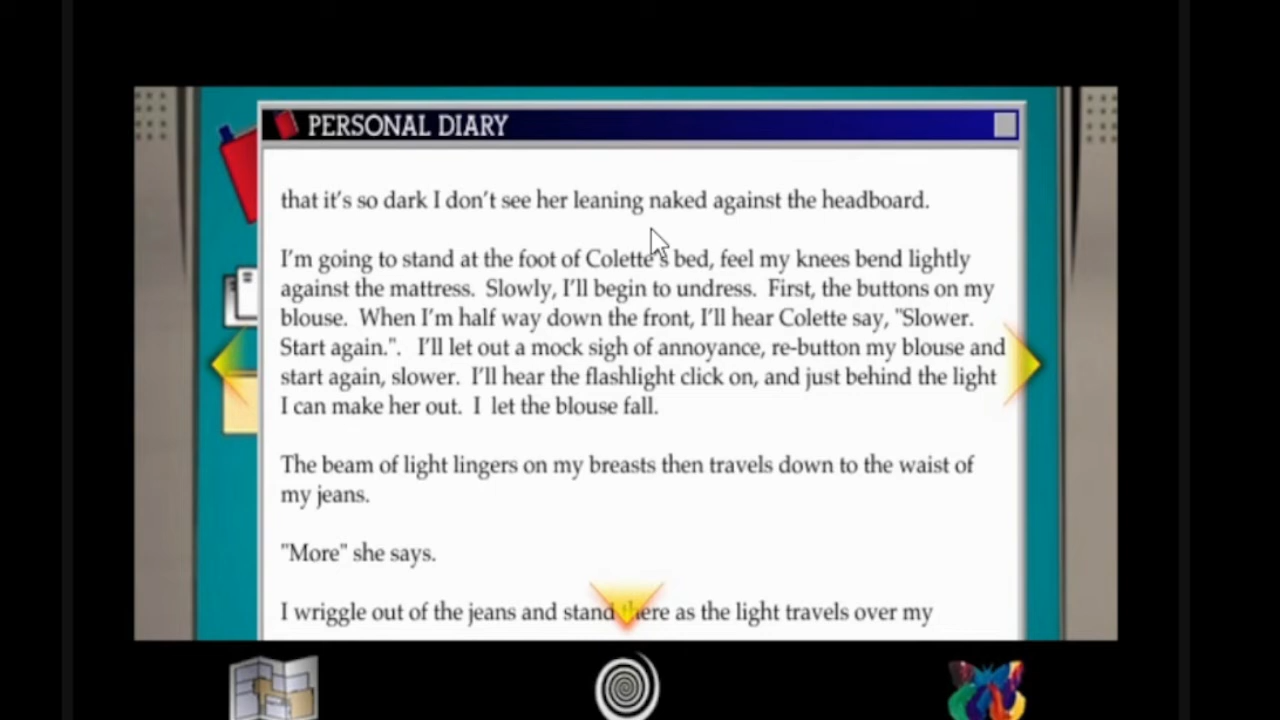 PERSONAL DIARY
that it's so dark I don't see her leaning naked against the headboard.
I'm going to stand at the foot of Colette's bed, feel my knees bend lightly
against the mattress.  Slowly, I'll begin to undress.  First, the buttons on my
blouse.  When I'm half way down the front, I'll hear Colette say, "Slower.
Start again.".   I'll let out a mock sigh of annoyance, re-button my blouse and
start again, slower.  I'll hear the flashlight click on, and just behind the light
I can make her out.  I  let the blouse fall.
The beam of light lingers on my breasts then travels down to the waist of
my jeans.
"More" she says.
I wriggle out of the jeans and stand there as the light travels over my